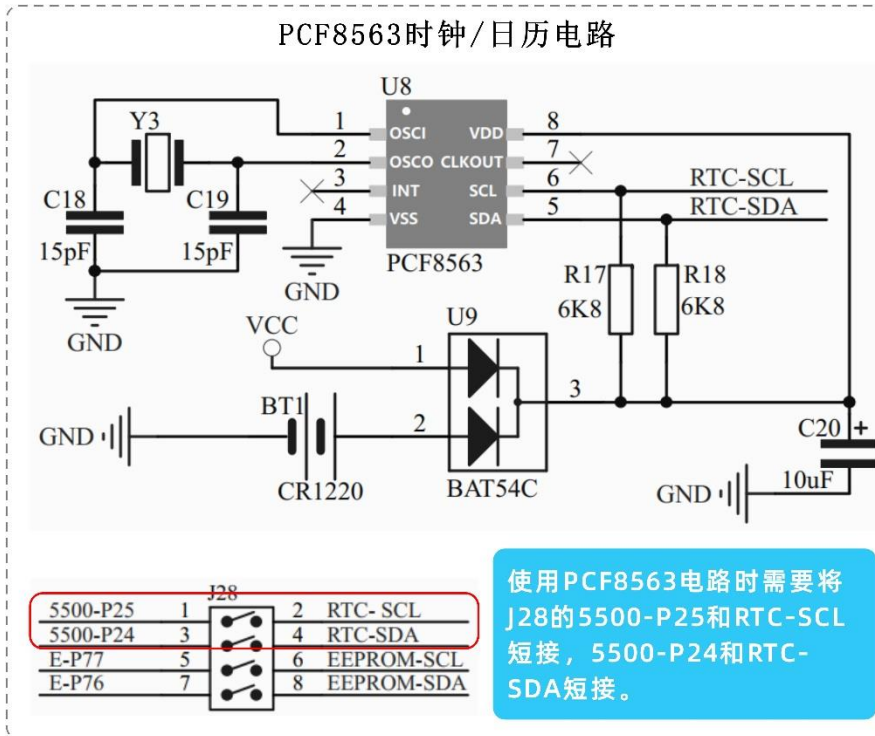 PCF8563时钟/日历电路
U8
Y3
1 OSCI VDD 8
2 OSCO CLKOUT 7
3 INT SCL 6 RTC-SCL
4 VSS SDA 5 RTC-SDA
C18 C19
15pF 15pF
PCF8563
GND
GND
R17 R18
6K8 6K8
VCC
U9
1
3
BT1
2
GND
CR1220
BAT54C
C20 +
10uF
GND
J28
5500-P25 1 2 RTC- SCL
5500-P24 3 4 RTC-SDA
E-P77 5 6 EEPROM-SCL
E-P76 7 8 EEPROM-SDA
使用PCF8563电路时需要将
J28的5500-P25和RTC-SCL
短接，5500-P24和RTC-
SDA短接。